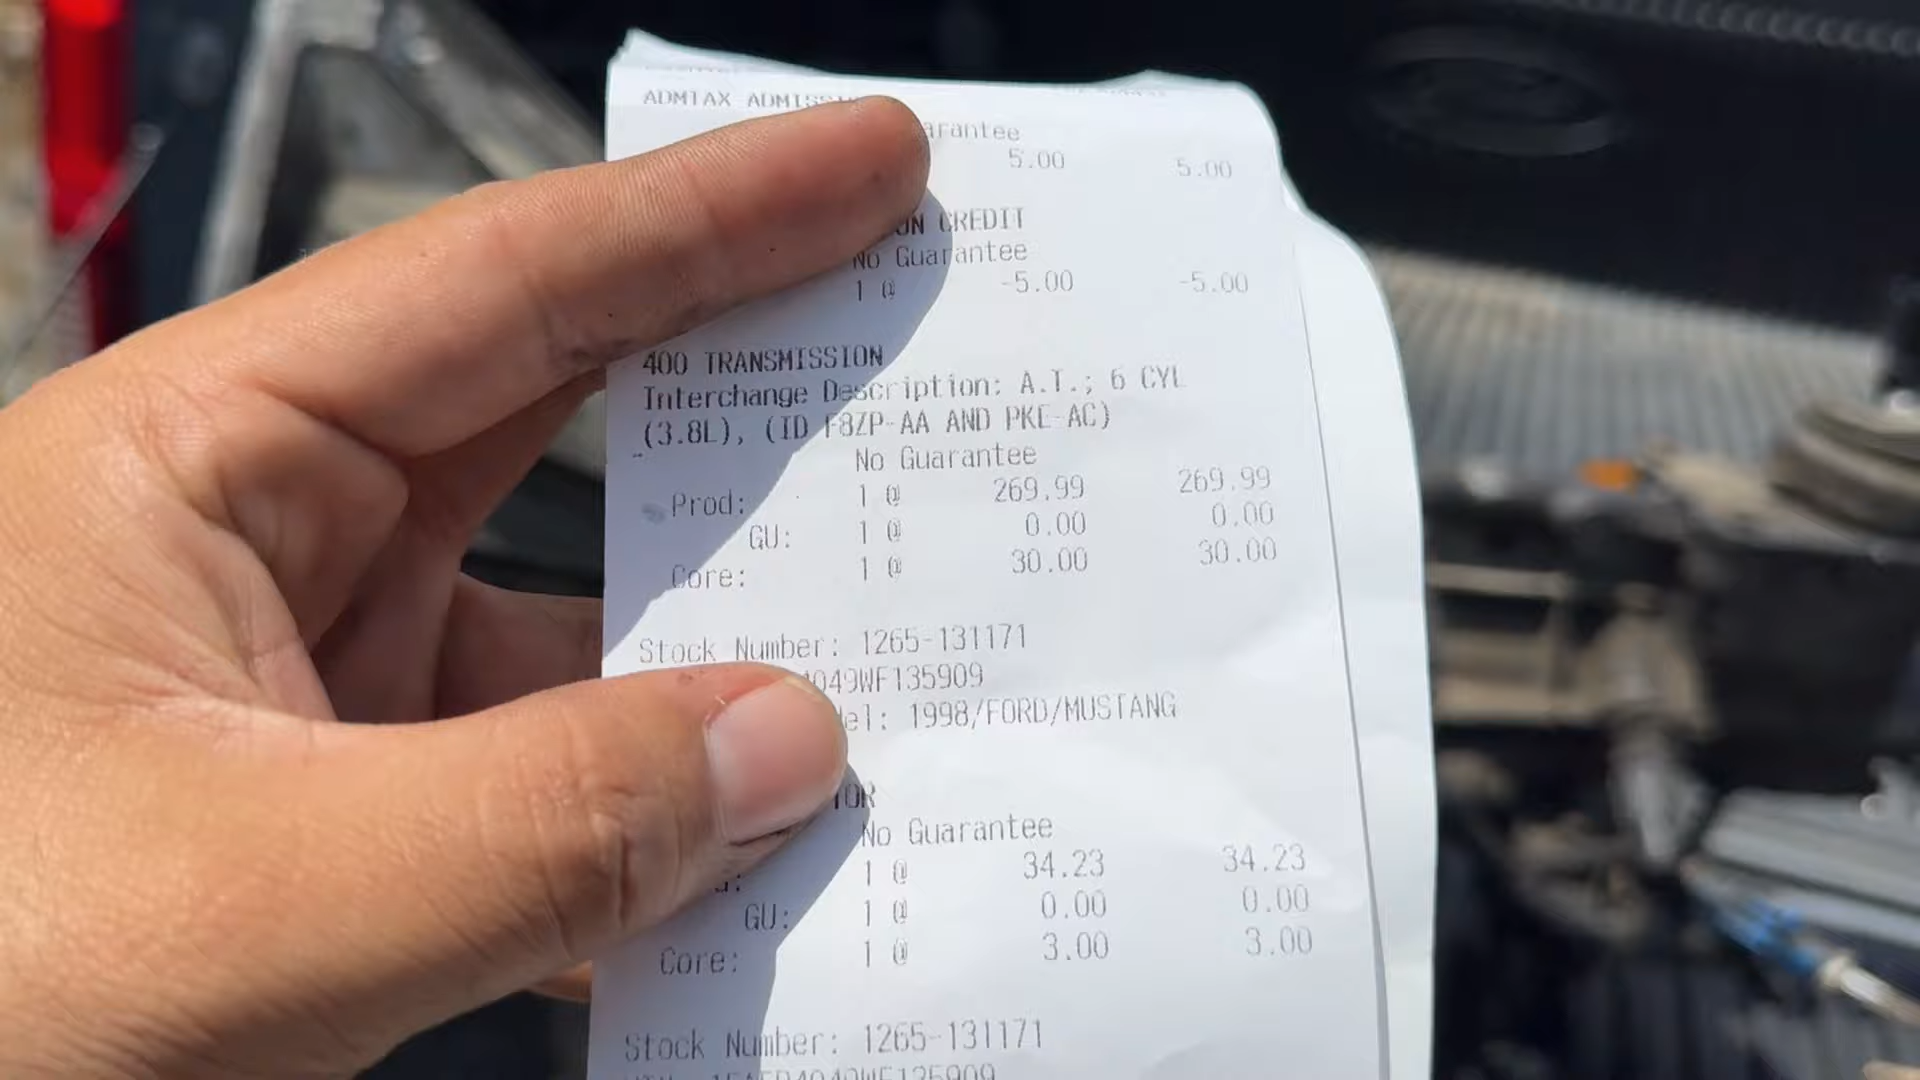 ADMTAX ADMISSI
arantee
5.00 5.00
ON CREDIT
No Guarantee
1 @ -5.00 -5.00
400 TRANSMISSION
Interchange Description: A.T.; 6 CYL
(3.8L), (ID F8ZP-AA AND PKE-AC)
No Guarantee
Prod: 1 @ 269.99 269.99
GU: 1 @ 0.00 0.00
Core: 1 @ 30.00 30.00
Stock Number: 1265-131171
4049WF135909
del: 1998/FORD/MUSTANG
TOR
No Guarantee
1 @ 34.23 34.23
GU: 1 @ 0.00 0.00
Core: 1 @ 3.00 3.00
Stock Number: 1265-131171